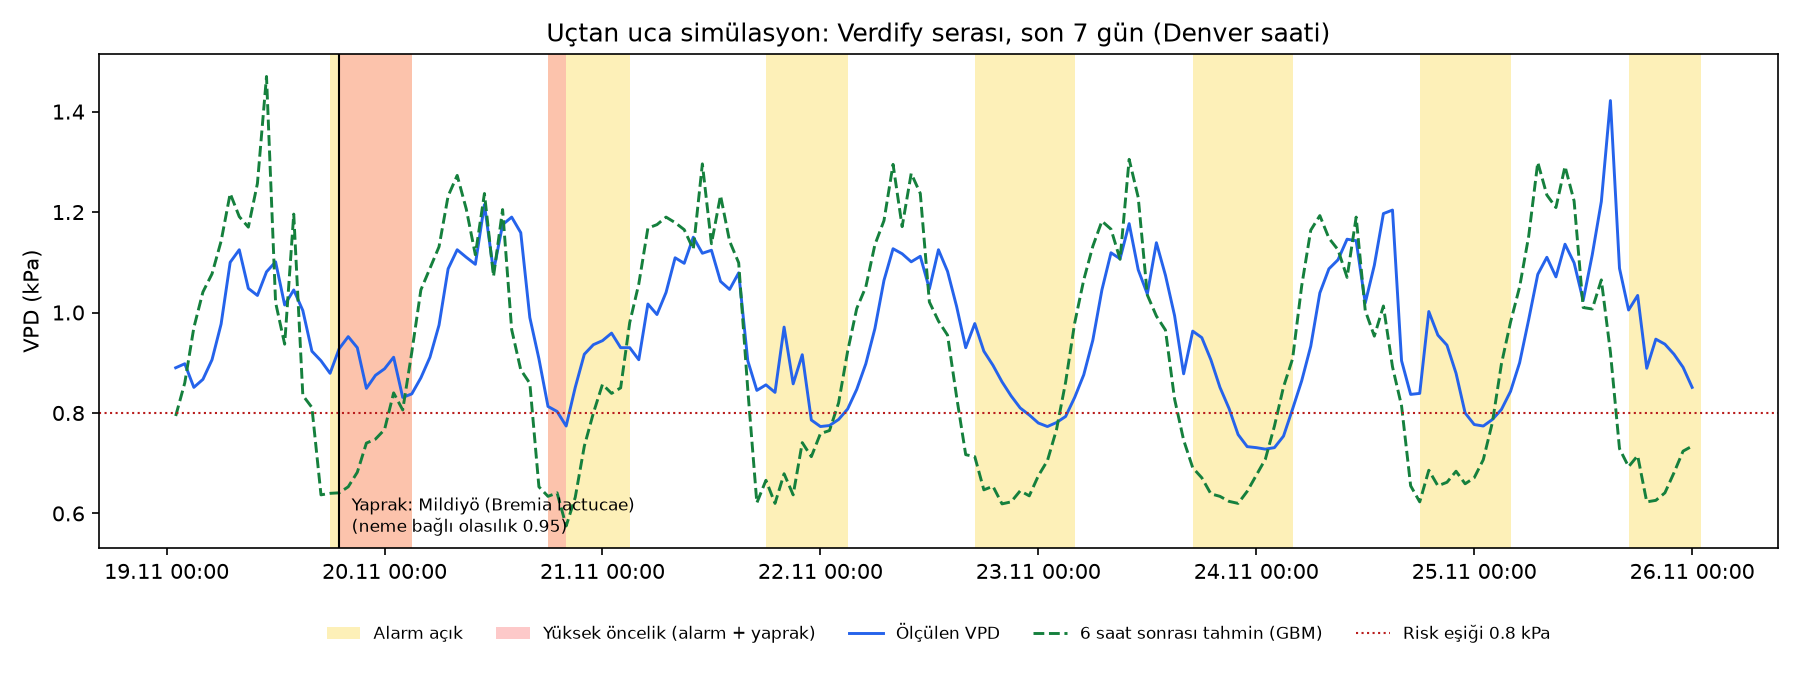 Uçtan uca simülasyon: Verdify serası, son 7 gün (Denver saati)
VPD (kPa)
1.4
1.2
1.0
0.8
0.6
Yaprak: Mildiyö (Bremia lactucae)
(neme bağlı olasılık 0.95)
19.11 00:00
20.11 00:00
21.11 00:00
22.11 00:00
23.11 00:00
24.11 00:00
25.11 00:00
26.11 00:00
Alarm açık
Yüksek öncelik (alarm + yaprak)
Ölçülen VPD
6 saat sonrası tahmin (GBM)
Risk eşiği 0.8 kPa